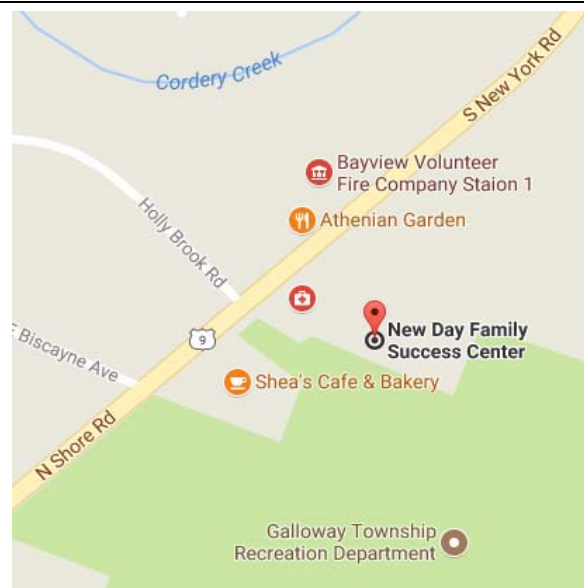 Cordery Creek
S New York Rd
Bayview Volunteer
Fire Company Staion 1
Athenian Garden
Holly Brook Rd
9
New Day Family
Success Center
E Biscayne Ave
Shea's Cafe & Bakery
N Shore Rd
Galloway Township
Recreation Department